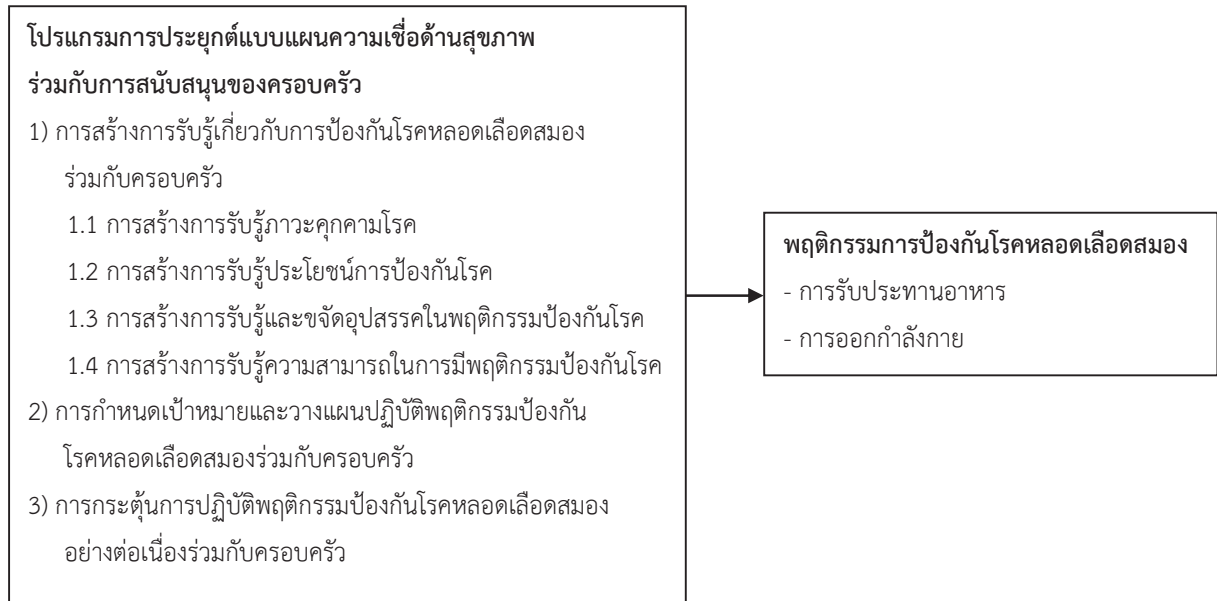 โปรแกรมการประยุกต์แบบแผนความเชื่อด้านสุขภาพ
ร่วมกับการสนับสนุนของครอบครัว
1) การสร้างการรับรู้เกี่ยวกับการป้องกันโรคหลอดเลือดสมอง
ร่วมกับครอบครัว
1.1 การสร้างการรับรู้ภาวะคุกคามโรค
1.2 การสร้างการรับรู้ประโยชน์การป้องกันโรค
1.3 การสร้างการรับรู้และขจัดอุปสรรคในพฤติกรรมป้องกันโรค
1.4 การสร้างการรับรู้ความสามารถในการมีพฤติกรรมป้องกันโรค
2) การกำหนดเป้าหมายและวางแผนปฏิบัติพฤติกรรมป้องกัน
โรคหลอดเลือดสมองร่วมกับครอบครัว
3) การกระตุ้นการปฏิบัติพฤติกรรมป้องกันโรคหลอดเลือดสมอง
อย่างต่อเนื่องร่วมกับครอบครัว
พฤติกรรมการป้องกันโรคหลอดเลือดสมอง
- การรับประทานอาหาร
- การออกกำลังกาย